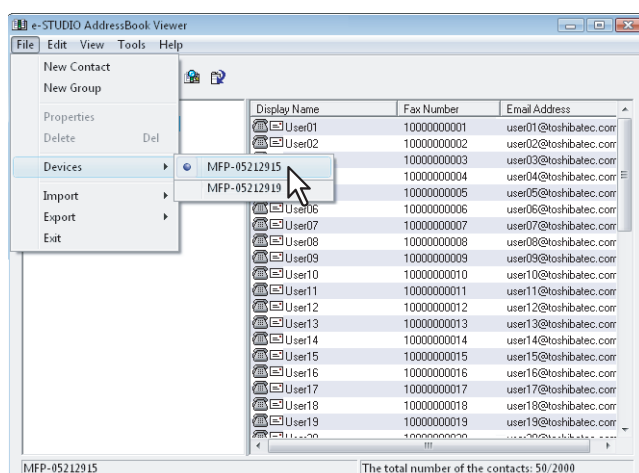 e-STUDIO AddressBook Viewer
File Edit View Tools Help
New Contact
New Group
Properties
Delete Del
Devices
MFP-05212915
MFP-05212919
Import
Export
Exit
Display Name Fax Number Email Address
User01 10000000001 user01@toshibatec.com
User02 10000000002 user02@toshibatec.com
10000000003 user03@toshibatec.com
10000000004 user04@toshibatec.com
10000000005 user05@toshibatec.com
User06 10000000006 user06@toshibatec.com
User07 10000000007 user07@toshibatec.com
User08 10000000008 user08@toshibatec.com
User09 10000000009 user09@toshibatec.com
User10 10000000010 user10@toshibatec.com
User11 10000000011 user11@toshibatec.com
User12 10000000012 user12@toshibatec.com
User13 10000000013 user13@toshibatec.com
User14 10000000014 user14@toshibatec.com
User15 10000000015 user15@toshibatec.com
User16 10000000016 user16@toshibatec.com
User17 10000000017 user17@toshibatec.com
User18 10000000018 user18@toshibatec.com
User19 10000000019 user19@toshibatec.com
MFP-05212915 The total number of the contacts: 50/2000